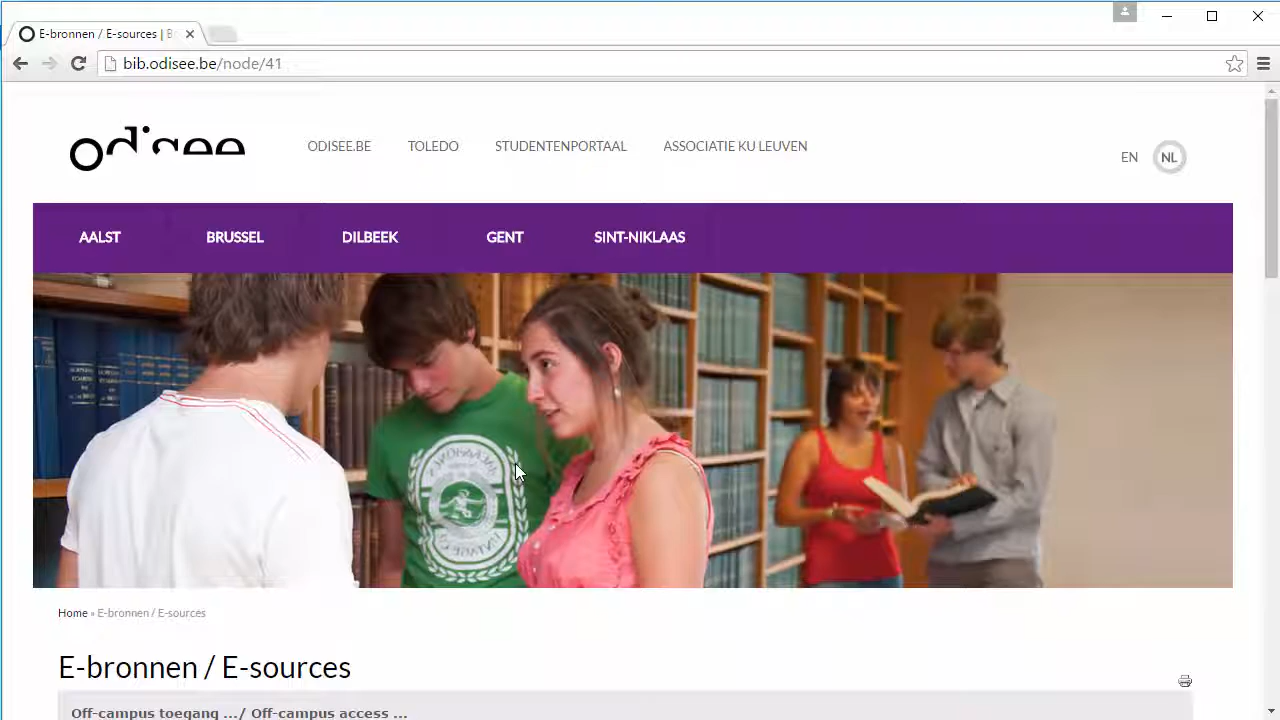 E-bronnen / E-sources |
bib.odisee.be/node/41
odisee
ODISEE.BE TOLEDO STUDENTENPORTAAL ASSOCIATIE KU LEUVEN
EN NL
AALST BRUSSEL DILBEEK GENT SINT-NIKLAAS
Home » E-bronnen / E-sources
E-bronnen / E-sources
Off-campus toegang .../ Off-campus access ...